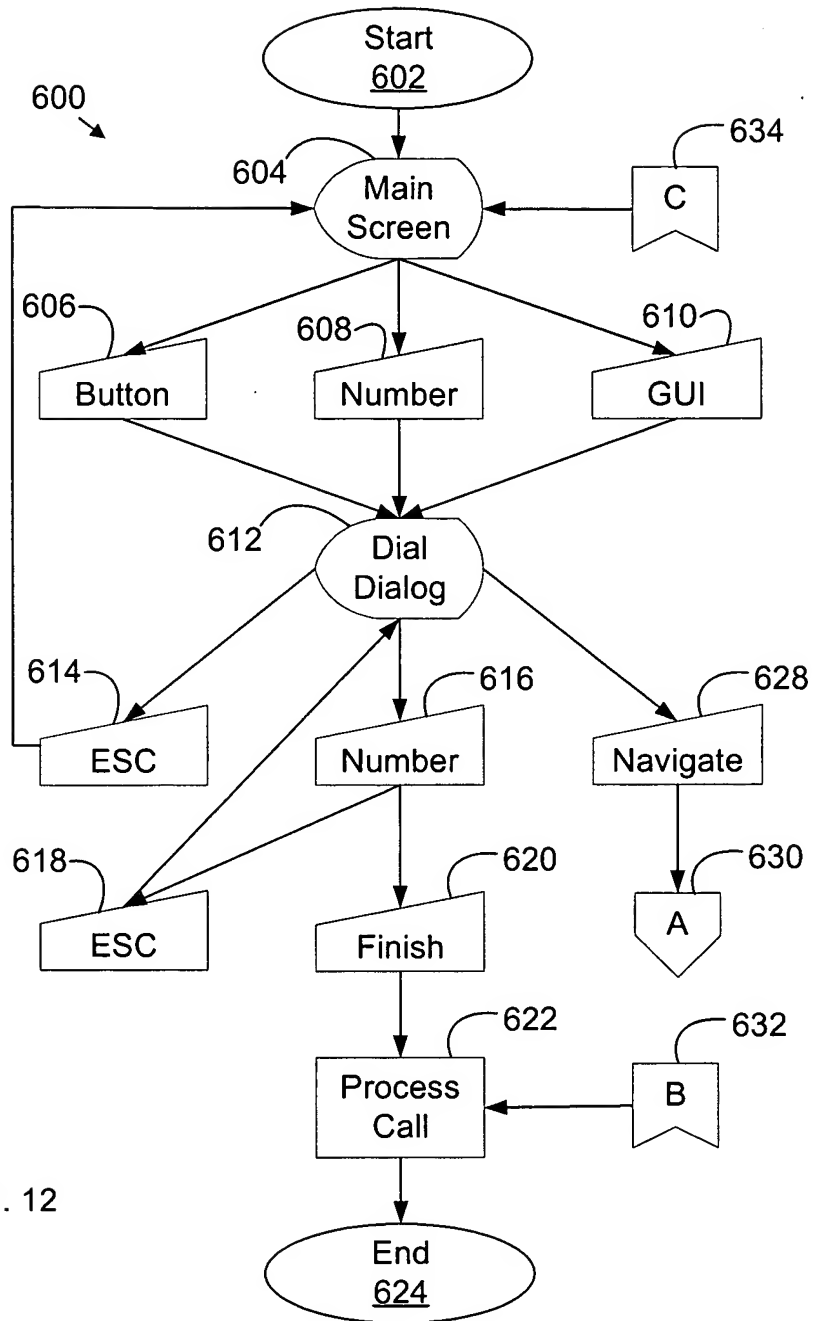 Start
602
600
634
604
Main
Screen
C
606
608
610
Button
Number
GUI
612
Dial
Dialog
614
616
628
ESC
Number
Navigate
618
620
630
ESC
Finish
A
622
632
Process
Call
B
. 12
End
624